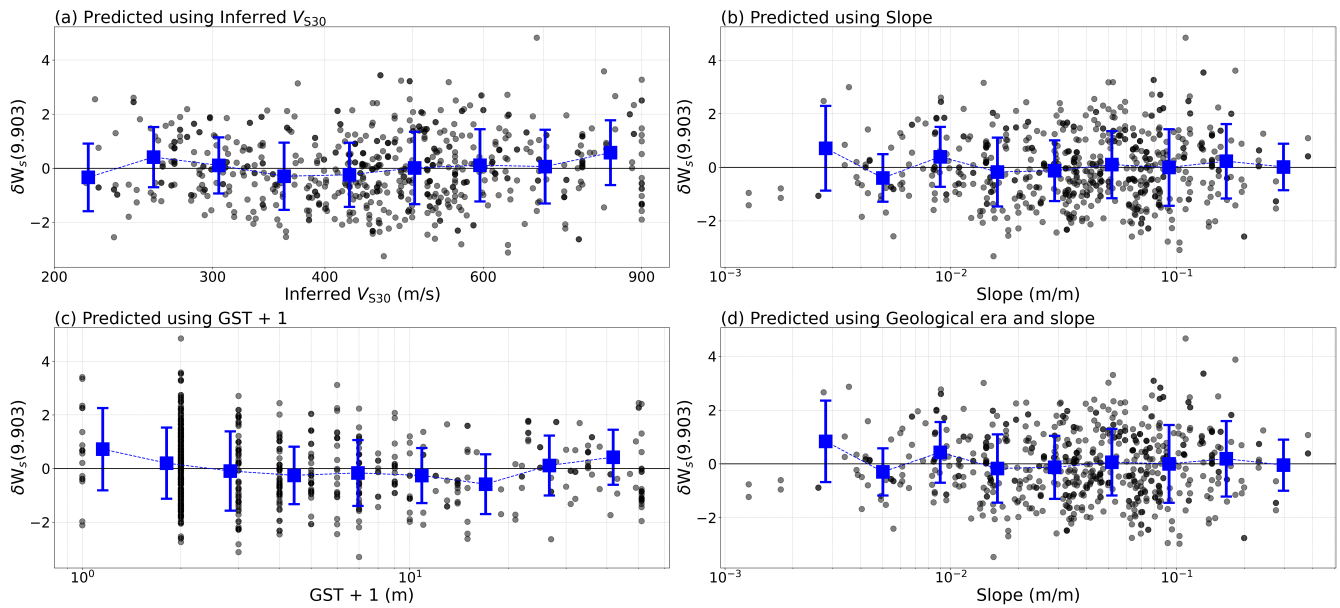 (a) Predicted using Inferred V_S30
δW_s(9.903)
4
2
0
−2
200
300
400
600
900
Inferred V_S30 (m/s)
(b) Predicted using Slope
δW_s(9.903)
4
2
0
−2
10^−3
10^−2
10^−1
Slope (m/m)
(c) Predicted using GST + 1
δW_s(9.903)
4
2
0
−2
10^0
10^1
GST + 1 (m)
(d) Predicted using Geological era and slope
δW_s(9.903)
4
2
0
−2
10^−3
10^−2
10^−1
Slope (m/m)